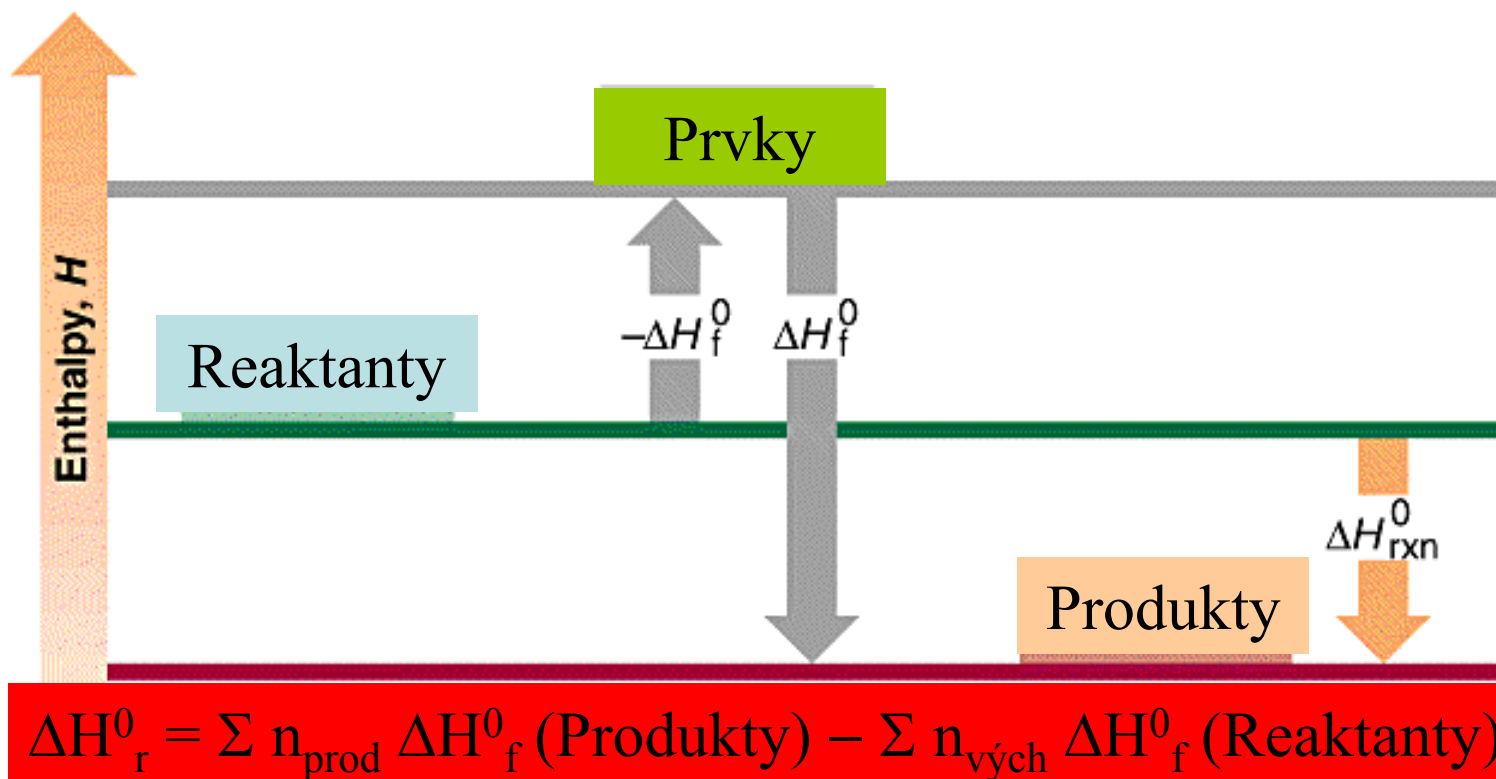 Prvky
Enthalpy, H
−ΔH⁰f
ΔH⁰f
Reaktanty
ΔH⁰rxn
Produkty
ΔH⁰r = Σ nprod ΔH⁰f (Produkty) – Σ nvých ΔH⁰f (Reaktanty)